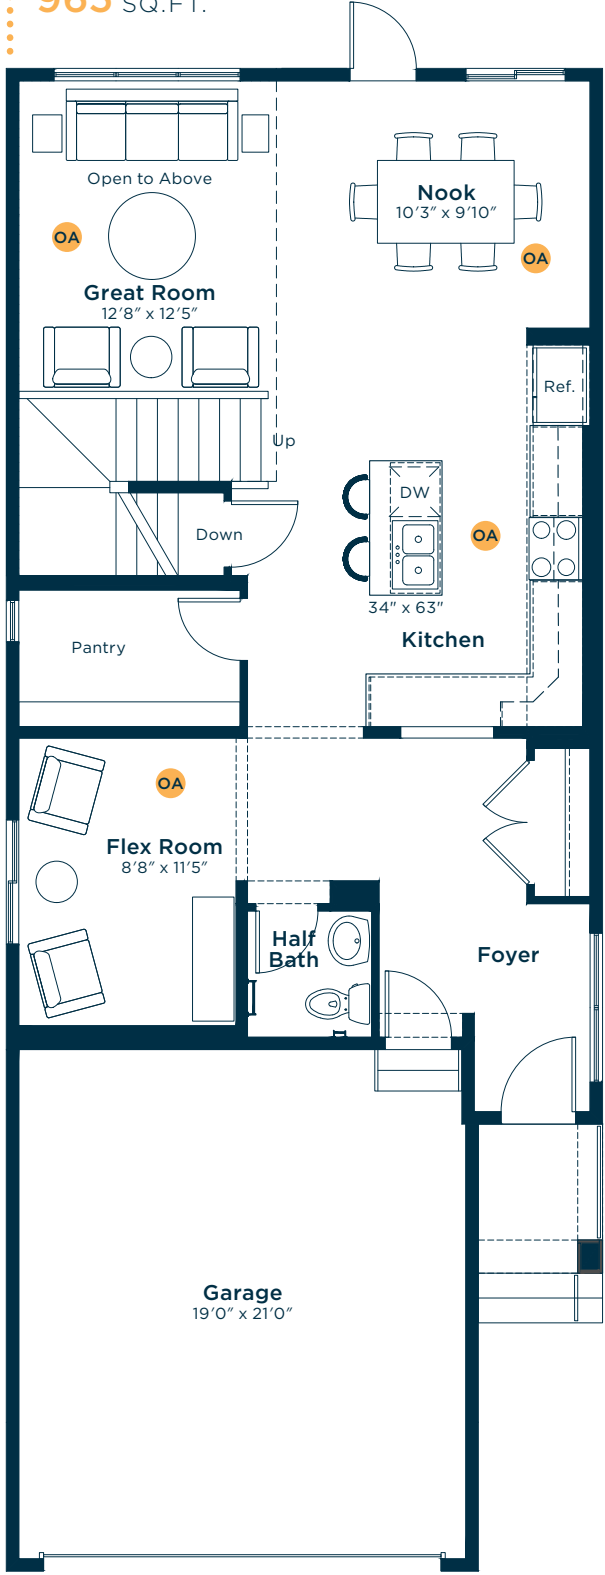 965 SQ.FT.
Open to Above
OA
Great Room
12'8" x 12'5"
Nook
10'3" x 9'10"
OA
Ref.
Up
DW
Down
OA
34" x 63"
Kitchen
Pantry
OA
Flex Room
8'8" x 11'5"
Half
Bath
Foyer
Garage
19'0" x 21'0"